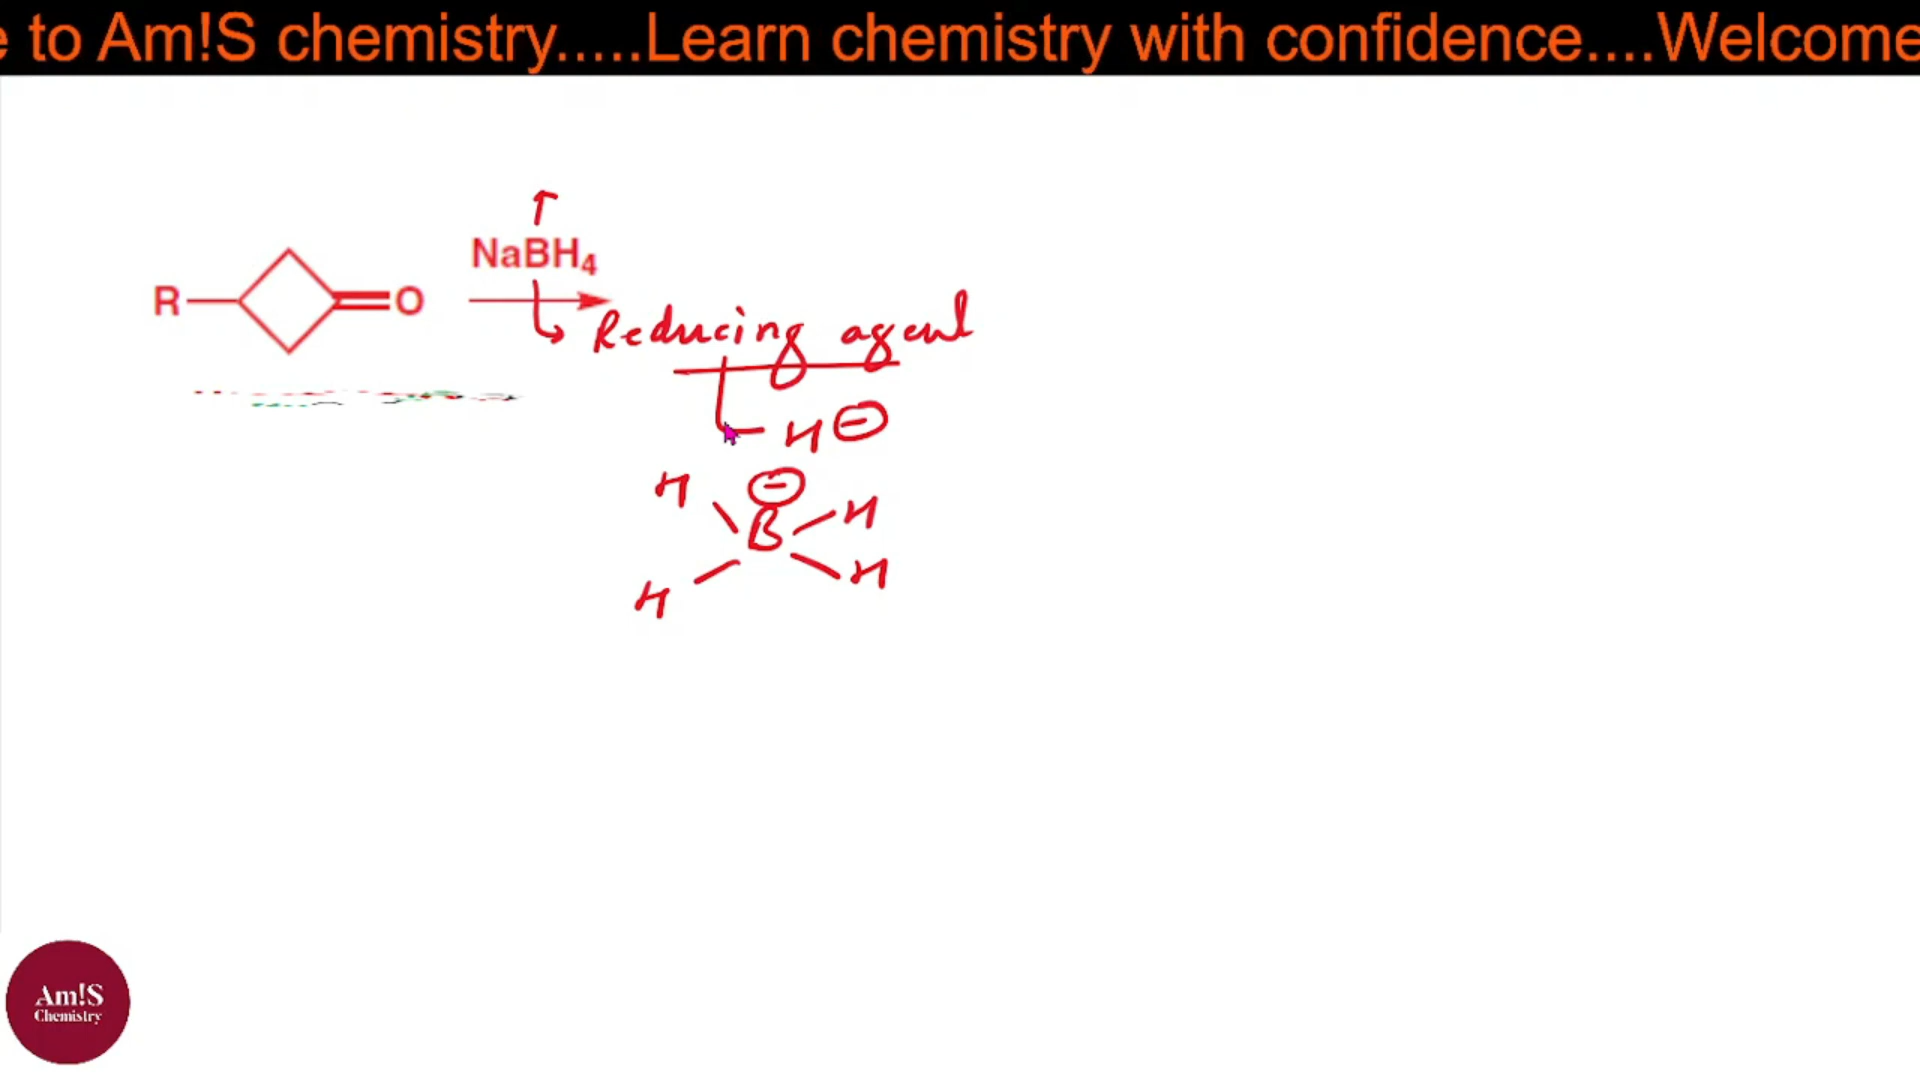 e to Am!S chemistry.....Learn chemistry with confidence....Welcome
NaBH₄
R
O
Reducing agent
H⊖
H ⊖
B H
H H
Am!S
Chemistry